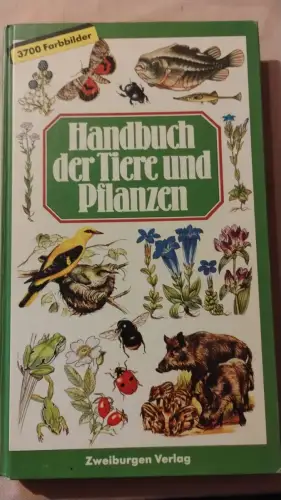 3700 Farbbilder
Handbuch
der Tiere und
Pflanzen
Zweiburgen Verlag